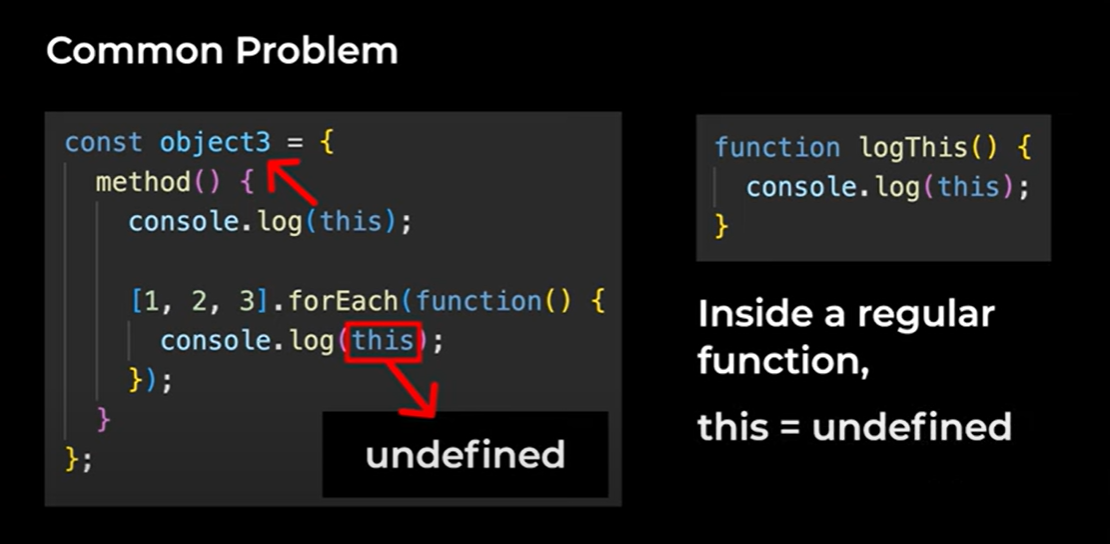 Common Problem
const object3 = {
method() {
console.log(this);
[1, 2, 3].forEach(function() {
console.log(this);
});
}
};
undefined
function logThis() {
console.log(this);
}
Inside a regular
function,
this = undefined